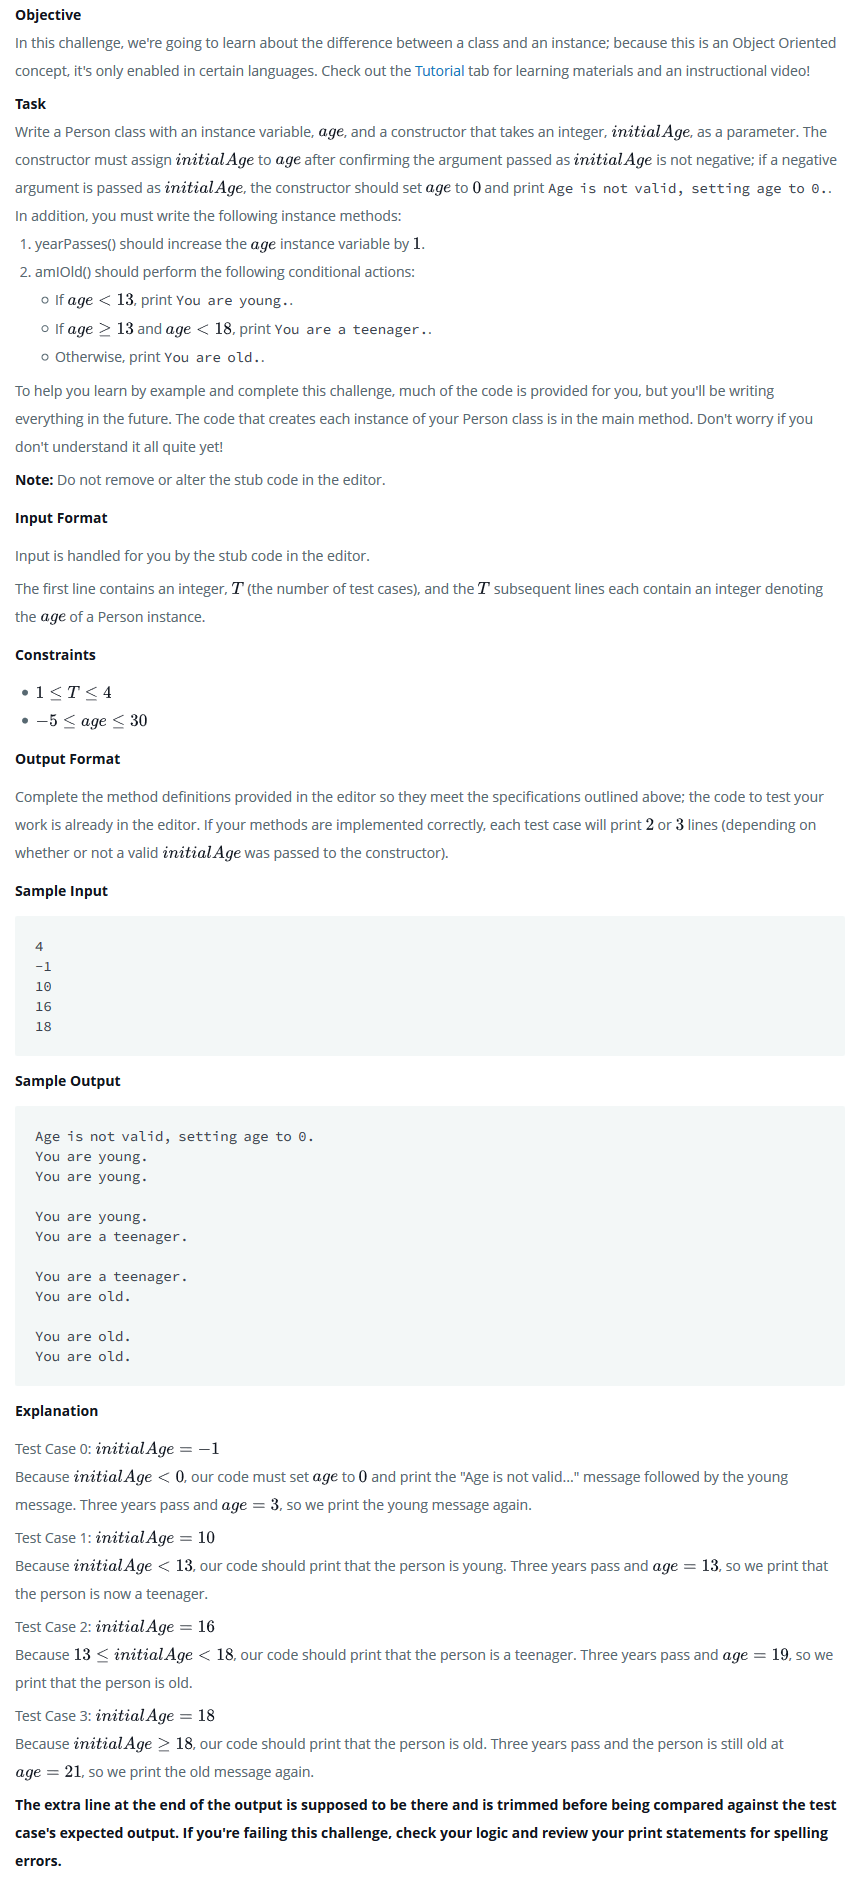 Objective
In this challenge, we're going to learn about the difference between a class and an instance; because this is an Object Oriented
concept, it's only enabled in certain languages. Check out the Tutorial tab for learning materials and an instructional video!
Task
Write a Person class with an instance variable, age, and a constructor that takes an integer, initialAge, as a parameter. The
constructor must assign initialAge to age after confirming the argument passed as initialAge is not negative; if a negative
argument is passed as initialAge, the constructor should set age to 0 and print Age is not valid, setting age to 0..
In addition, you must write the following instance methods:
1. yearPasses() should increase the age instance variable by 1.
2. amIOld() should perform the following conditional actions:
○ If age < 13, print You are young..
○ If age ≥ 13 and age < 18, print You are a teenager..
○ Otherwise, print You are old..
To help you learn by example and complete this challenge, much of the code is provided for you, but you'll be writing
everything in the future. The code that creates each instance of your Person class is in the main method. Don't worry if you
don't understand it all quite yet!
Note: Do not remove or alter the stub code in the editor.
Input Format
Input is handled for you by the stub code in the editor.
The first line contains an integer, T (the number of test cases), and the T subsequent lines each contain an integer denoting
the age of a Person instance.
Constraints
• 1 ≤ T ≤ 4
• −5 ≤ age ≤ 30
Output Format
Complete the method definitions provided in the editor so they meet the specifications outlined above; the code to test your
work is already in the editor. If your methods are implemented correctly, each test case will print 2 or 3 lines (depending on
whether or not a valid initialAge was passed to the constructor).
Sample Input
4
-1
10
16
18
Sample Output
Age is not valid, setting age to 0.
You are young.
You are young.
You are young.
You are a teenager.
You are a teenager.
You are old.
You are old.
You are old.
Explanation
Test Case 0: initialAge = −1
Because initialAge < 0, our code must set age to 0 and print the "Age is not valid..." message followed by the young
message. Three years pass and age = 3, so we print the young message again.
Test Case 1: initialAge = 10
Because initialAge < 13, our code should print that the person is young. Three years pass and age = 13, so we print that
the person is now a teenager.
Test Case 2: initialAge = 16
Because 13 ≤ initialAge < 18, our code should print that the person is a teenager. Three years pass and age = 19, so we
print that the person is old.
Test Case 3: initialAge = 18
Because initialAge ≥ 18, our code should print that the person is old. Three years pass and the person is still old at
age = 21, so we print the old message again.
The extra line at the end of the output is supposed to be there and is trimmed before being compared against the test
case's expected output. If you're failing this challenge, check your logic and review your print statements for spelling
errors.